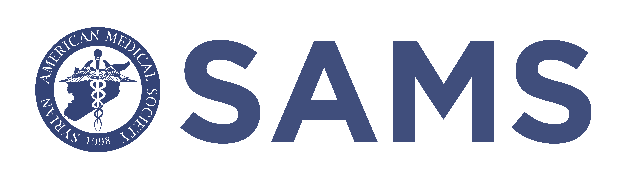 SYRIAN AMERICAN MEDICAL SOCIETY
1998
SAMS